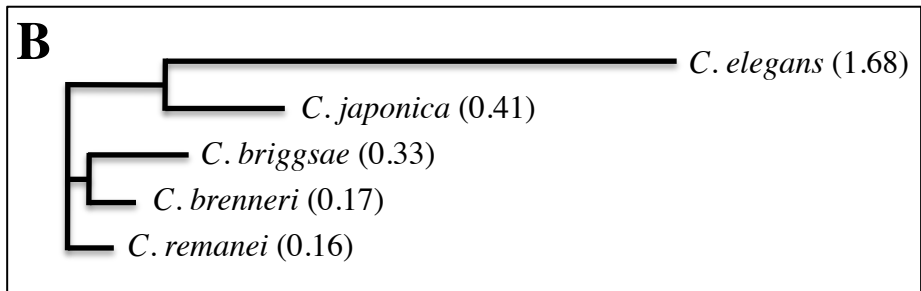 B
C. elegans (1.68)
C. japonica (0.41)
C. briggsae (0.33)
C. brenneri (0.17)
C. remanei (0.16)